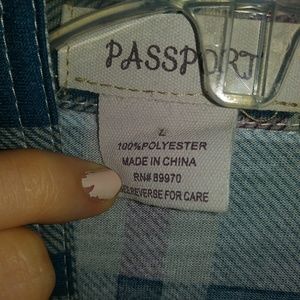 PASSPORT
L
100% POLYESTER
MADE IN CHINA
RN# 89970
REVERSE FOR CARE